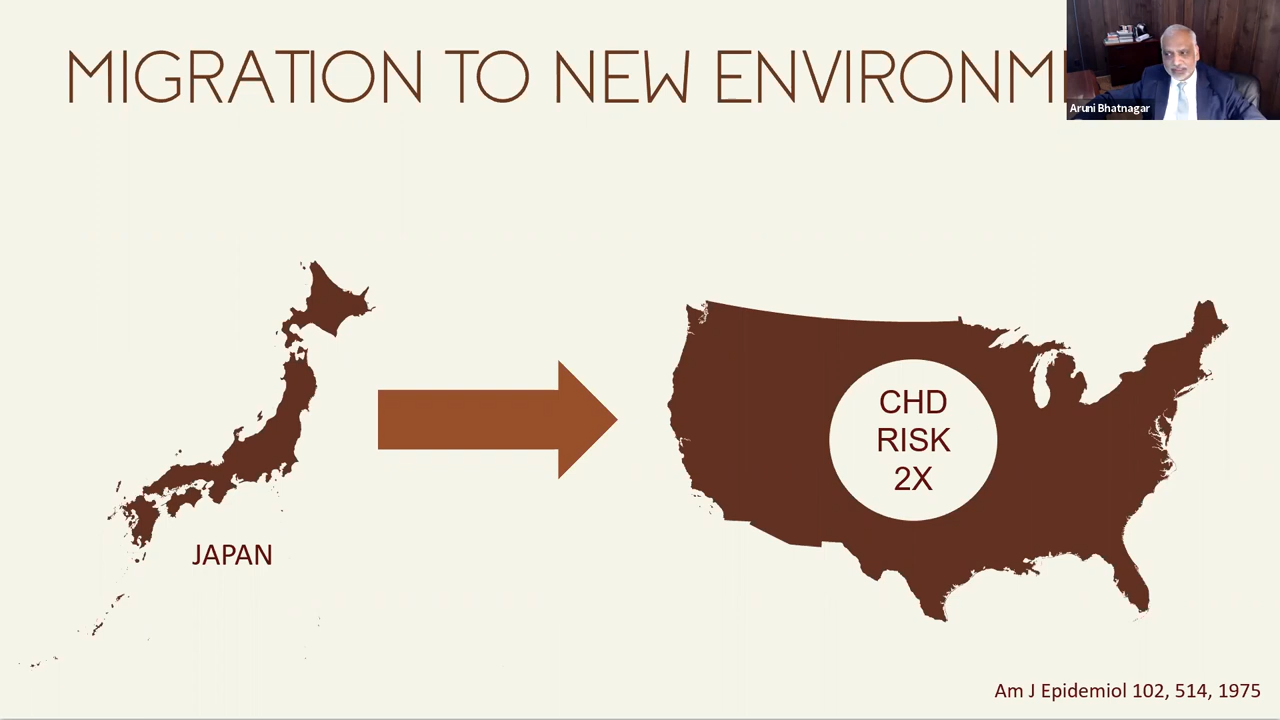 MIGRATION TO NEW ENVIRONM
Aruni Bhatnagar
CHD
RISK
2X
JAPAN
Am J Epidemiol 102, 514, 1975